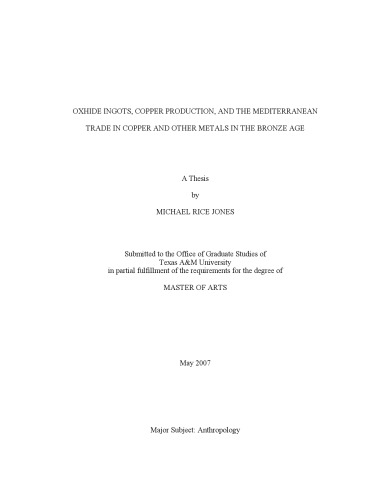 OXHIDE INGOTS, COPPER PRODUCTION, AND THE MEDITERRANEAN
TRADE IN COPPER AND OTHER METALS IN THE BRONZE AGE
A Thesis
by
MICHAEL RICE JONES
Submitted to the Office of Graduate Studies of
Texas A&M University
in partial fulfillment of the requirements for the degree of
MASTER OF ARTS
May 2007
Major Subject: Anthropology